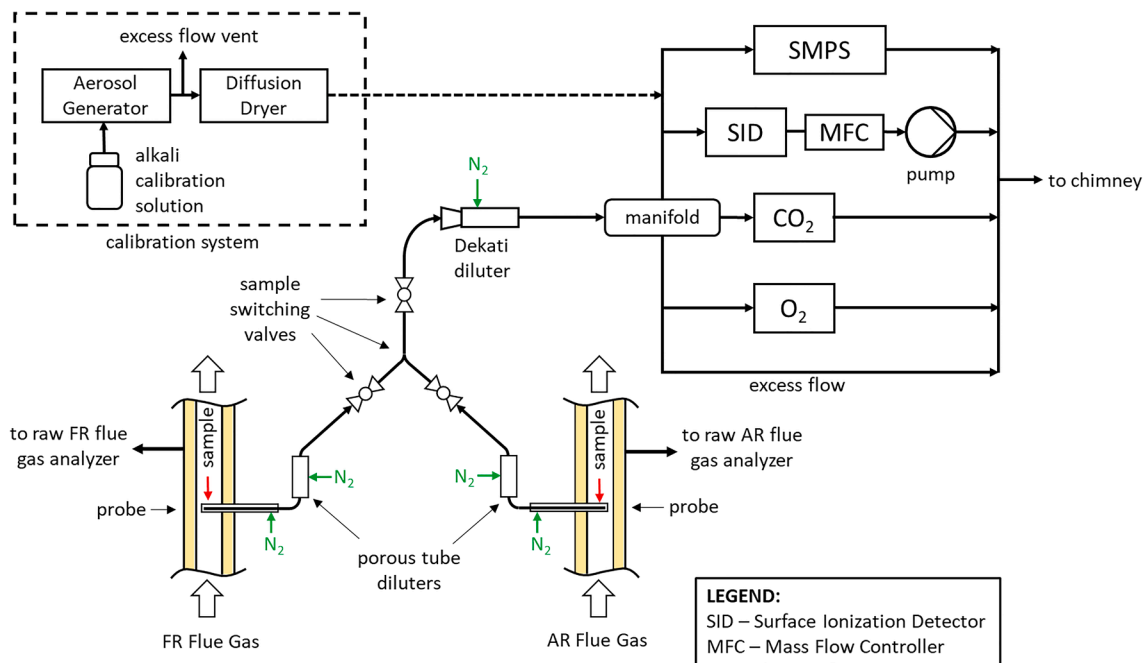 excess flow vent
Aerosol
Generator
Diffusion
Dryer
alkali
calibration
solution
calibration system
SMPS
SID
MFC
pump
to chimney
N₂
Dekati
diluter
manifold
CO₂
O₂
excess flow
sample
switching
valves
to raw FR flue
gas analyzer
sample
probe
N₂
N₂
FR Flue Gas
porous tube
diluters
N₂
N₂
sample
to raw AR flue
gas analyzer
probe
AR Flue Gas
LEGEND:
SID – Surface Ionization Detector
MFC – Mass Flow Controller